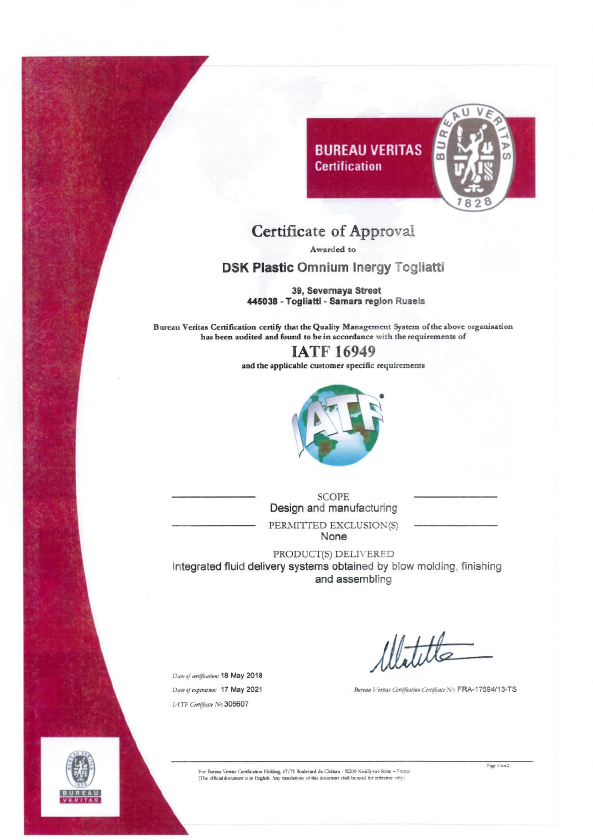 BUREAU VERITAS
Certification
BUREAU VERITAS
1828
Certificate of Approval
Awarded to
DSK Plastic Omnium Inergy Togliatti
39, Severnaya Street
445038 - Togliatti - Samara region Russia
Bureau Veritas Certification certify that the Quality Management System of the above organisation
has been audited and found to be in accordance with the requirements of
IATF 16949
and the applicable customer specific requirements
IATF
SCOPE
Design and manufacturing
PERMITTED EXCLUSION(S)
None
PRODUCT(S) DELIVERED
Integrated fluid delivery systems obtained by blow molding, finishing
and assembling
Date of certification: 18 May 2018
Date of expiration: 17 May 2021
Bureau Veritas Certification Certificate N°: FRA-17594/13-TS
IATF Certificate N°: 305607
Page 1 sur 2
For Bureau Veritas Certification Holding, 67/71 Boulevard du Château - 92200 Neuilly-sur-Seine – France
(The official document is in English. Any translations of this document shall be used for reference only.)
BUREAU VERITAS
1828
BUREAU
VERITAS